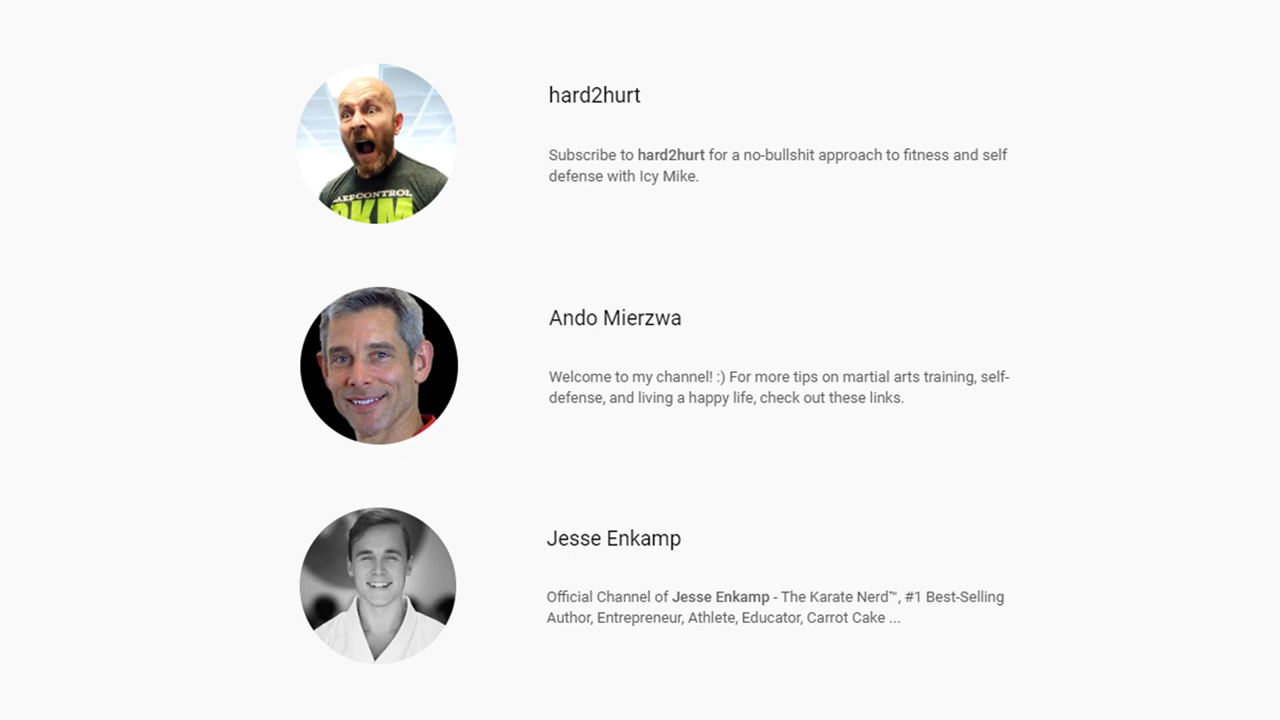 hard2hurt
Subscribe to hard2hurt for a no-bullshit approach to fitness and self
defense with Icy Mike.
AKECONTROL
Ando Mierzwa
Welcome to my channel! :) For more tips on martial arts training, self-
defense, and living a happy life, check out these links.
Jesse Enkamp
Official Channel of Jesse Enkamp - The Karate Nerd™, #1 Best-Selling
Author, Entrepreneur, Athlete, Educator, Carrot Cake ...